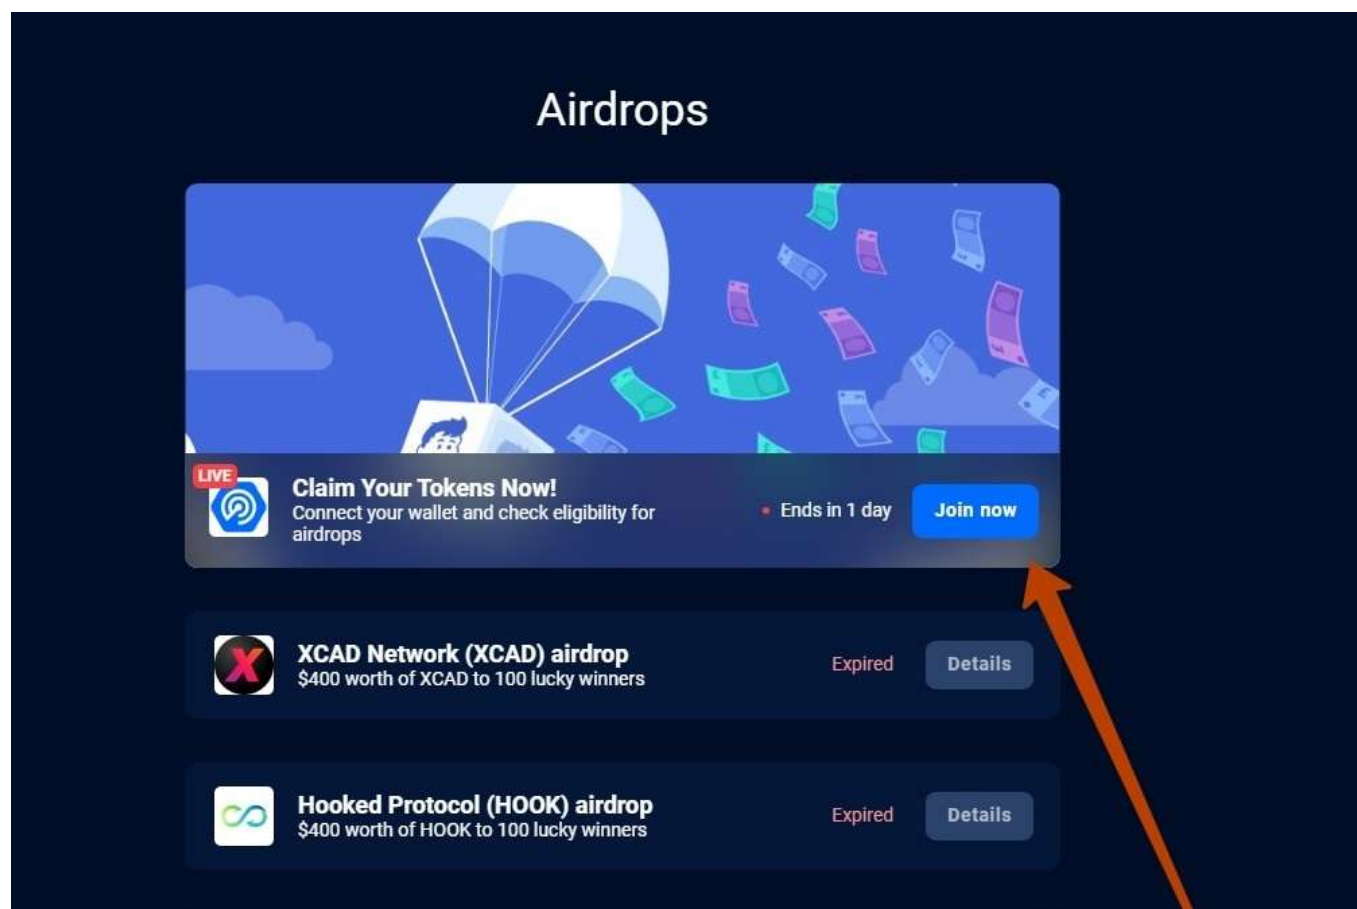 Airdrops
LIVE
Claim Your Tokens Now!
Connect your wallet and check eligibility for
airdrops
Ends in 1 day
Join now
XCAD Network (XCAD) airdrop
$400 worth of XCAD to 100 lucky winners
Expired
Details
Hooked Protocol (HOOK) airdrop
$400 worth of HOOK to 100 lucky winners
Expired
Details